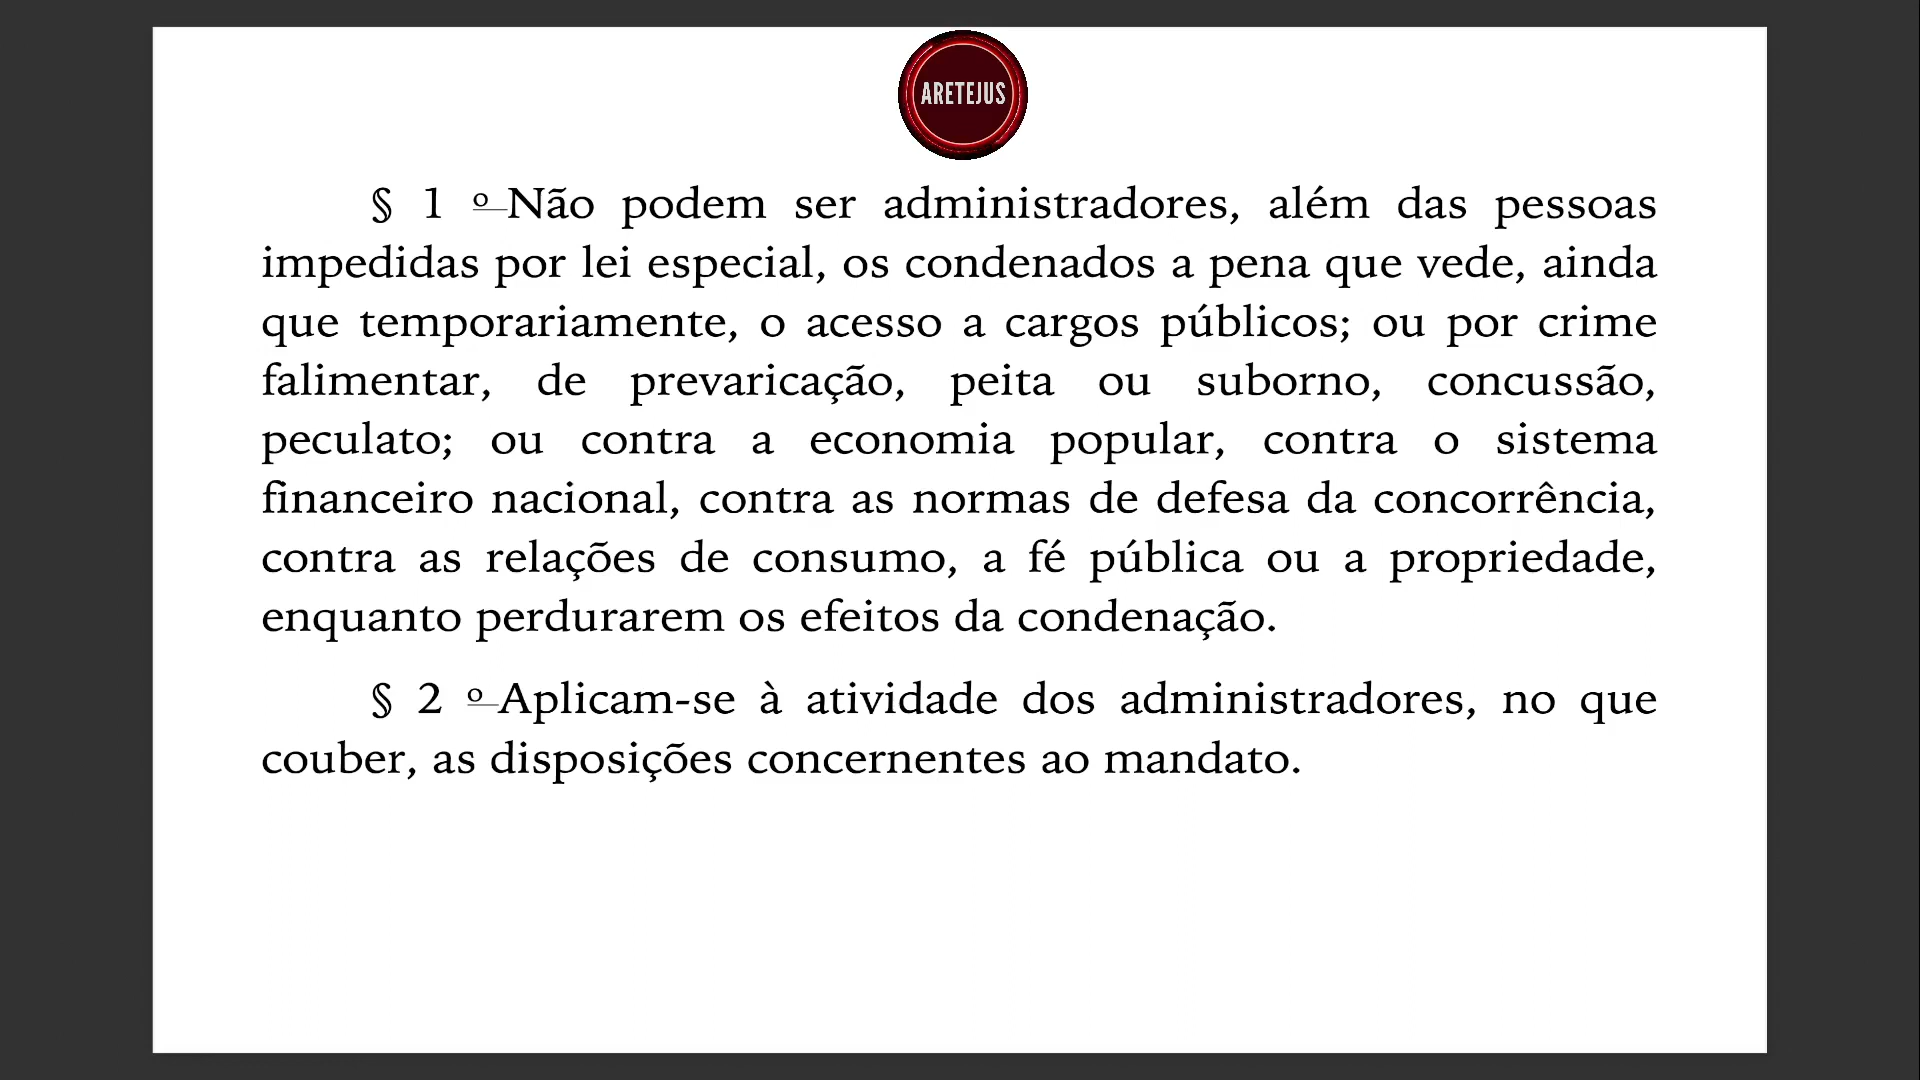 ARETEJUS
§ 1 º Não podem ser administradores, além das pessoas
impedidas por lei especial, os condenados a pena que vede, ainda
que temporariamente, o acesso a cargos públicos; ou por crime
falimentar, de prevaricação, peita ou suborno, concussão,
peculato; ou contra a economia popular, contra o sistema
financeiro nacional, contra as normas de defesa da concorrência,
contra as relações de consumo, a fé pública ou a propriedade,
enquanto perdurarem os efeitos da condenação.
§ 2 º Aplicam-se à atividade dos administradores, no que
couber, as disposições concernentes ao mandato.